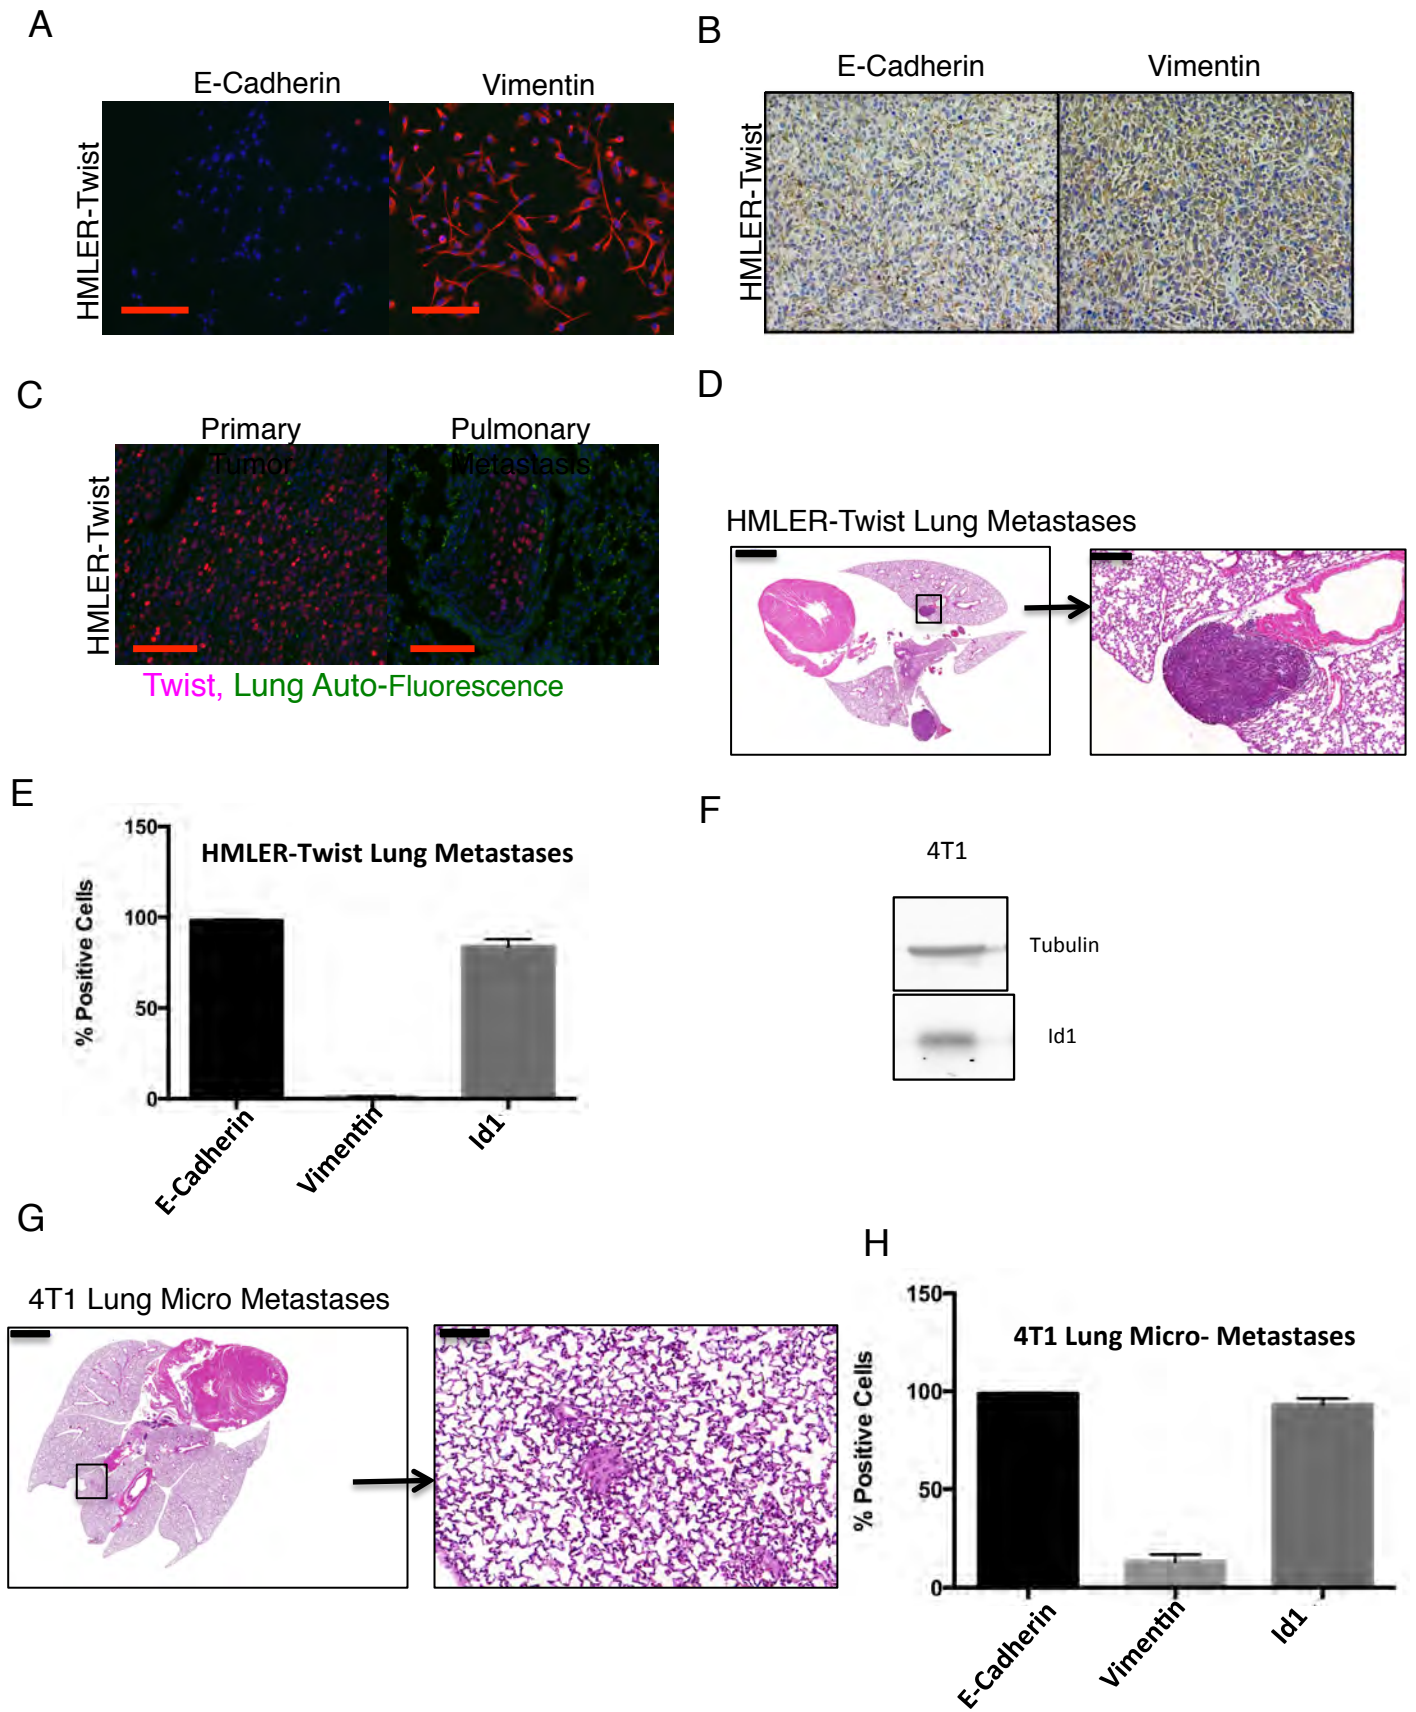 A
E-Cadherin
Vimentin
HMLER-Twist
B
E-Cadherin
Vimentin
HMLER-Twist
C
Primary
Tumor
Pulmonary
Metastasis
HMLER-Twist
Twist, Lung Auto-Fluorescence
D
HMLER-Twist Lung Metastases
E
HMLER-Twist Lung Metastases
% Positive Cells
150
100
50
0
E-Cadherin
Vimentin
Id1
F
4T1
Tubulin
Id1
G
4T1 Lung Micro Metastases
H
4T1 Lung Micro- Metastases
% Positive Cells
150
100
50
0
E-Cadherin
Vimentin
Id1